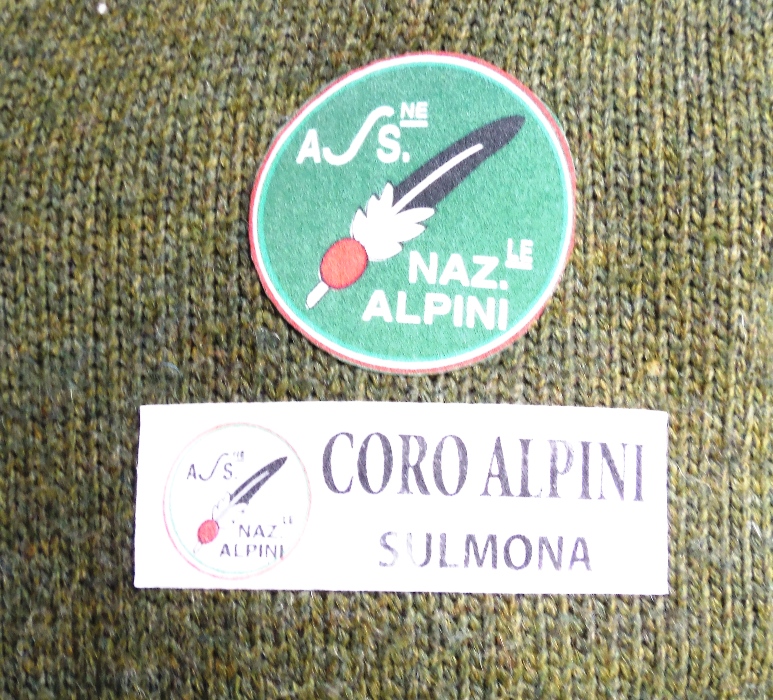 ASS.NE
NAZ.LE
ALPINI
ASS.NE
NAZ.LE
ALPINI
CORO ALPINI
SULMONA